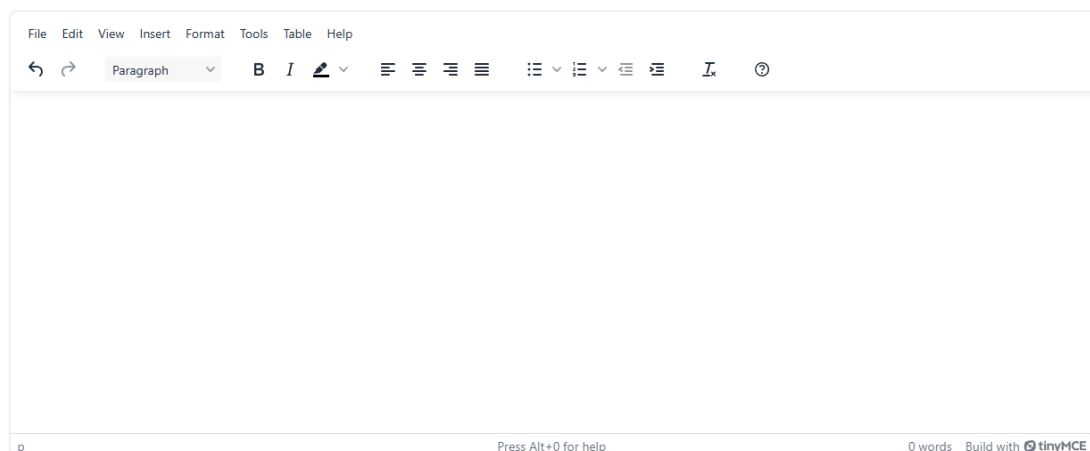 File Edit View Insert Format Tools Table Help
Paragraph B I
p Press Alt+0 for help 0 words Build with tinyMCE